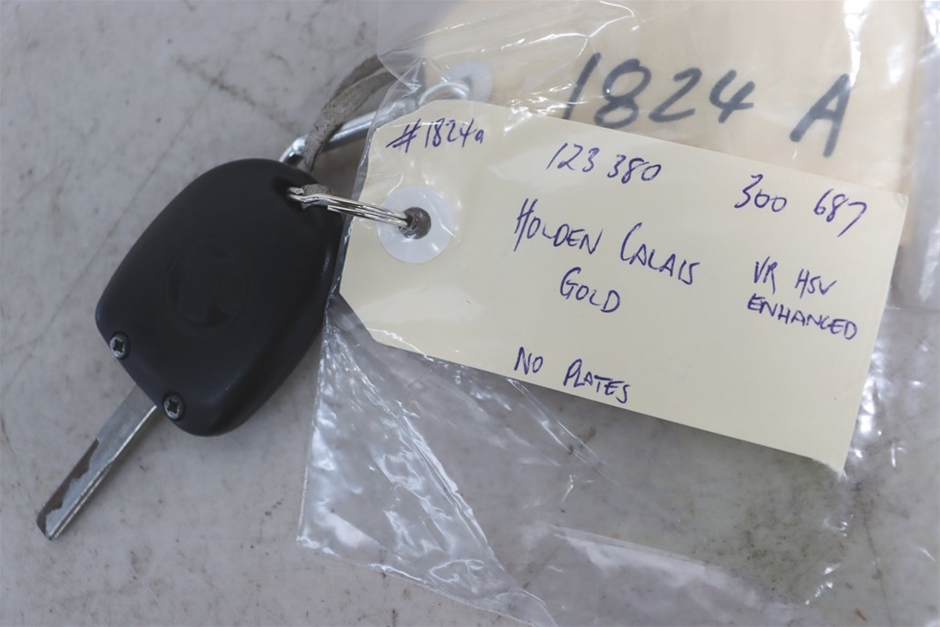 1824 A
#1824a
123 380
300 687
HOLDEN CALAIS
GOLD
VR HSV
ENHANCED
NO PLATES